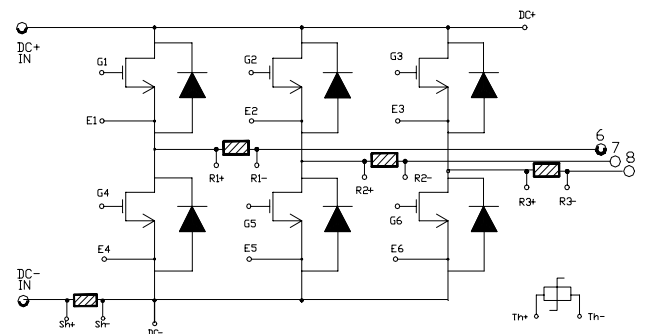 DC+
DC+
IN
G1
G2
G3
E1
E2
E3
6
7
8
R1+
R1-
R2+
R2-
R3+
R3-
G4
G5
G6
E4
E5
E6
DC-
IN
Sh+
Sh-
DC-
Th+
Th-